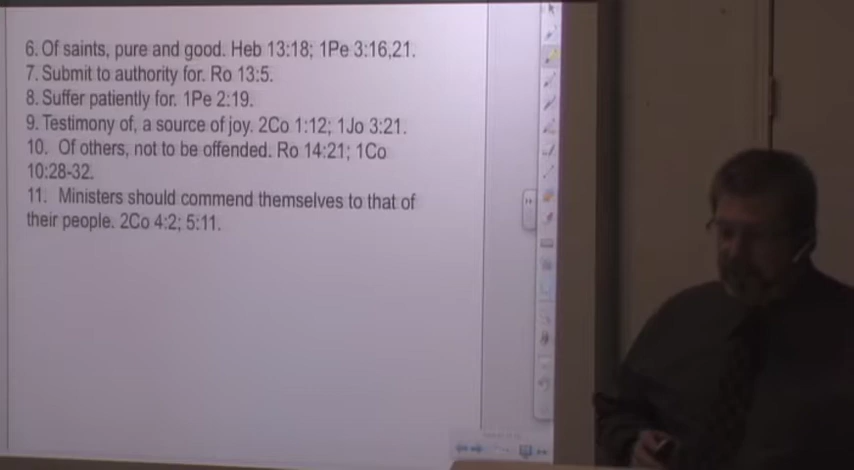 6. Of saints, pure and good. Heb 13:18; 1Pe 3:16,21.
7. Submit to authority for. Ro 13:5.
8. Suffer patiently for. 1Pe 2:19.
9. Testimony of, a source of joy. 2Co 1:12; 1Jo 3:21.
10. Of others, not to be offended. Ro 14:21; 1Co
10:28-32.
11. Ministers should commend themselves to that of
their people. 2Co 4:2; 5:11.